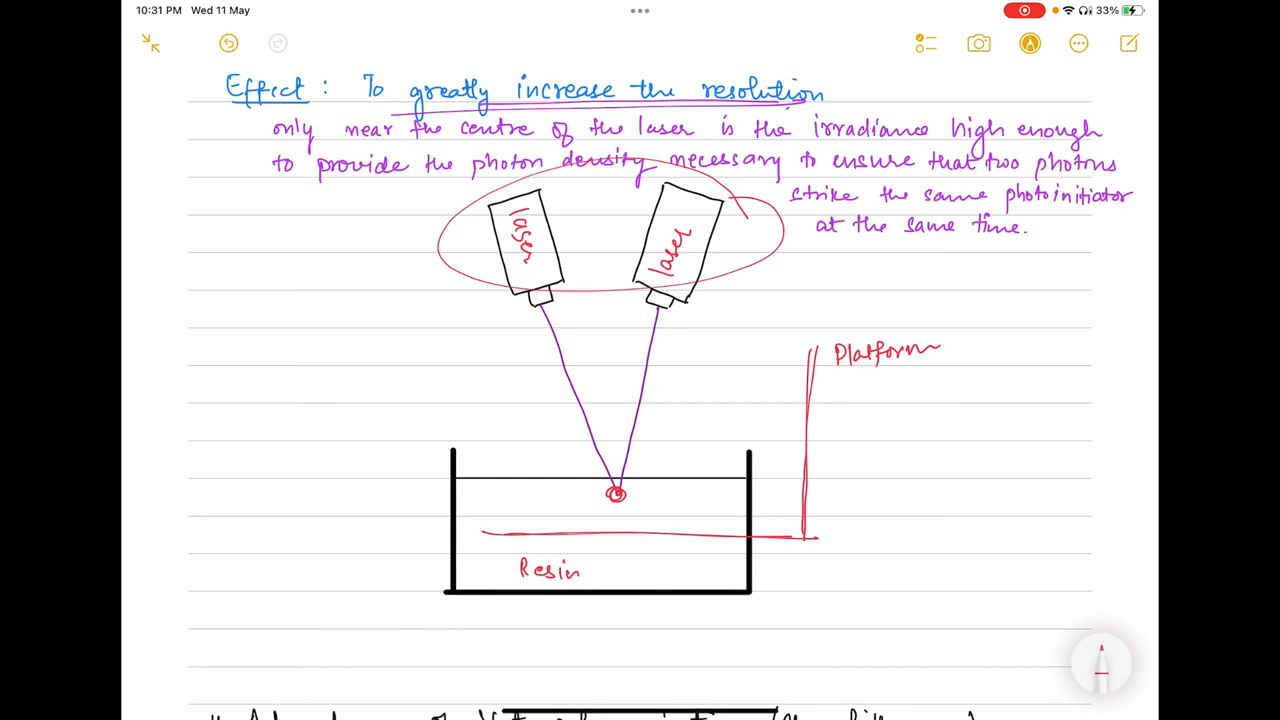 10:31 PM Wed 11 May
33%
Effect : To greatly increase the resolution
only near the centre of the laser is the irradiance high enough
to provide the photon density necessary to ensure that two photons
strike the same photoinitiator
at the same time.
laser
laser
Platform
Resin